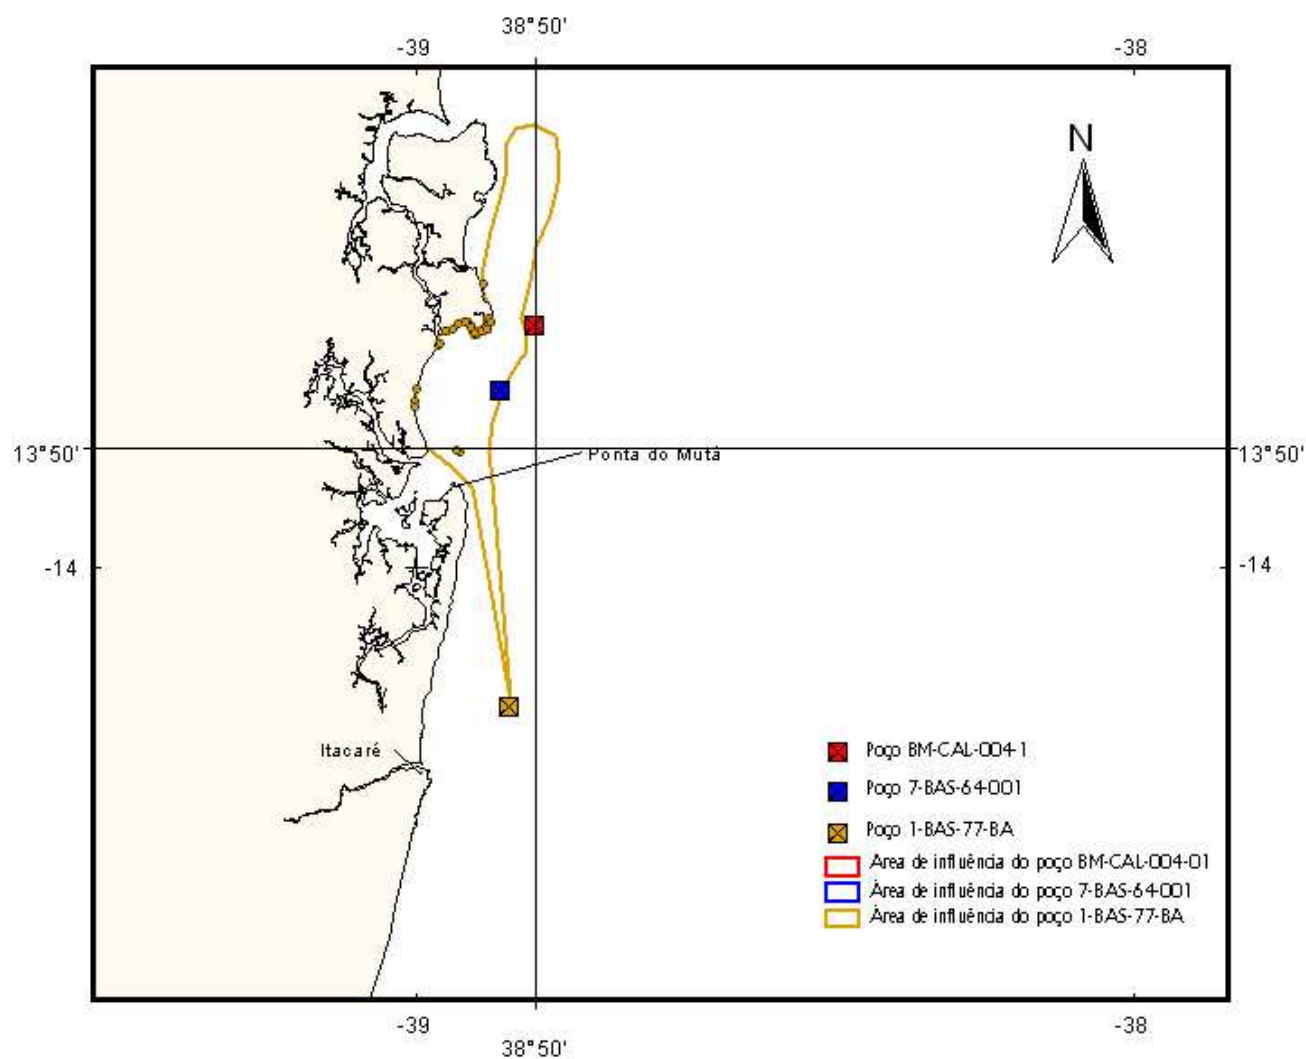 38°50'
-39
-38
N
13°50'
Ponta do Mutá
13°50'
-14
-14
Itacaré
Poço BM-CAL-004-1
Poço 7-BAS-64-001
Poço 1-BAS-77-BA
Área de influência do poço BM-CAL-004-01
Área de influência do poço 7-BAS-64-001
Área de influência do poço 1-BAS-77-BA
-39
-38
38°50'